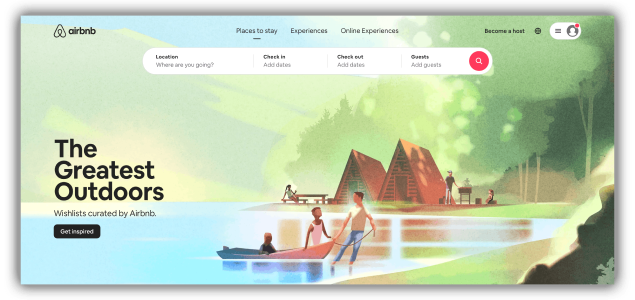 airbnb
Places to stay Experiences Online Experiences
Become a host
Location Check in Check out Guests
Where are you going? Add dates Add dates Add guests
The
Greatest
Outdoors
Wishlists curated by Airbnb.
Get inspired